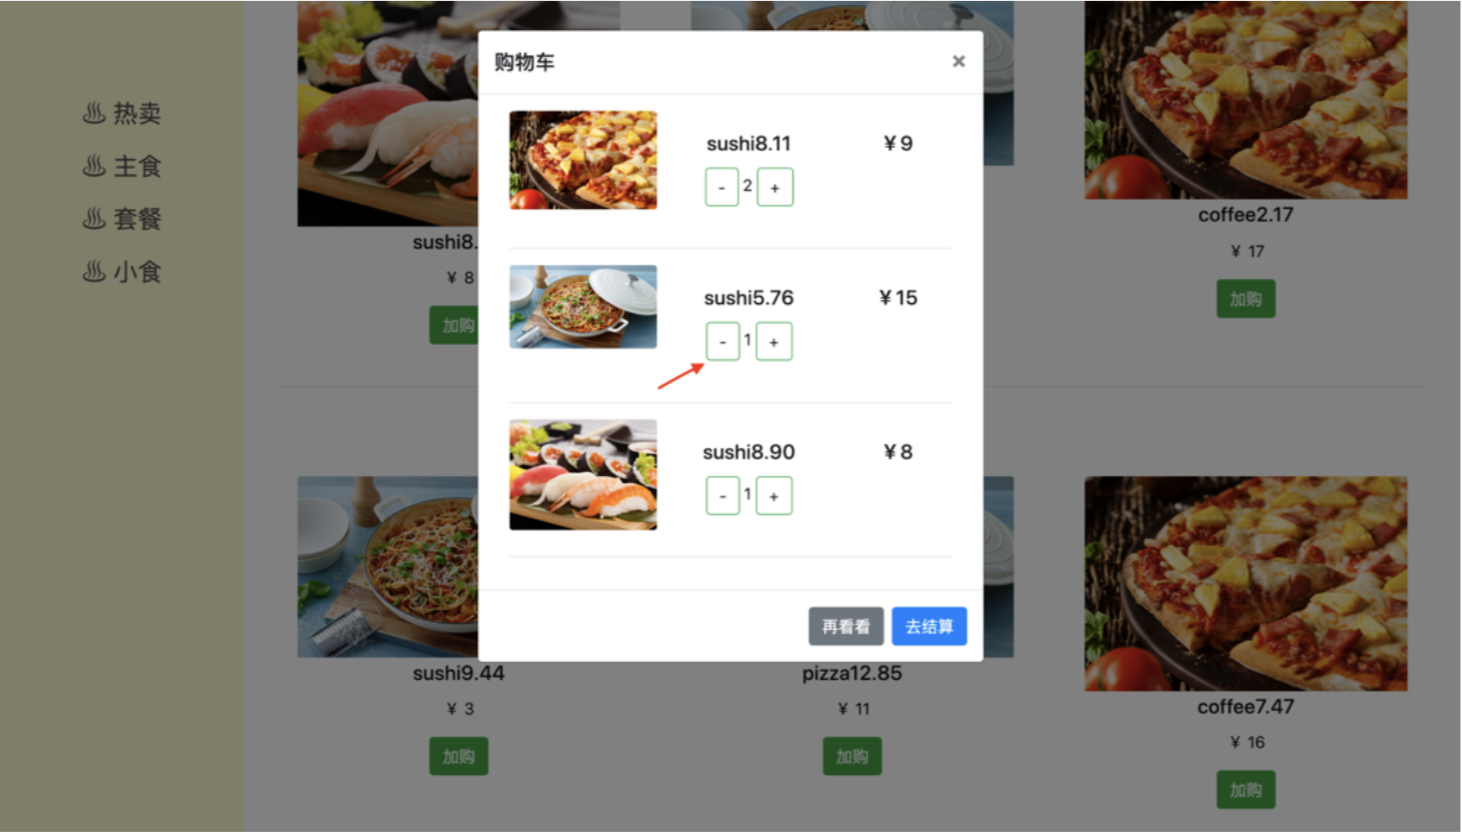 热卖
主食
套餐
小食
购物车
×
sushi8.11
¥ 9
- 2 +
sushi5.76
¥ 15
- 1 +
sushi8.90
¥ 8
- 1 +
再看看
去结算
sushi8.
¥ 8
加购
coffee2.17
¥ 17
加购
sushi9.44
¥ 3
加购
pizza12.85
¥ 11
加购
coffee7.47
¥ 16
加购